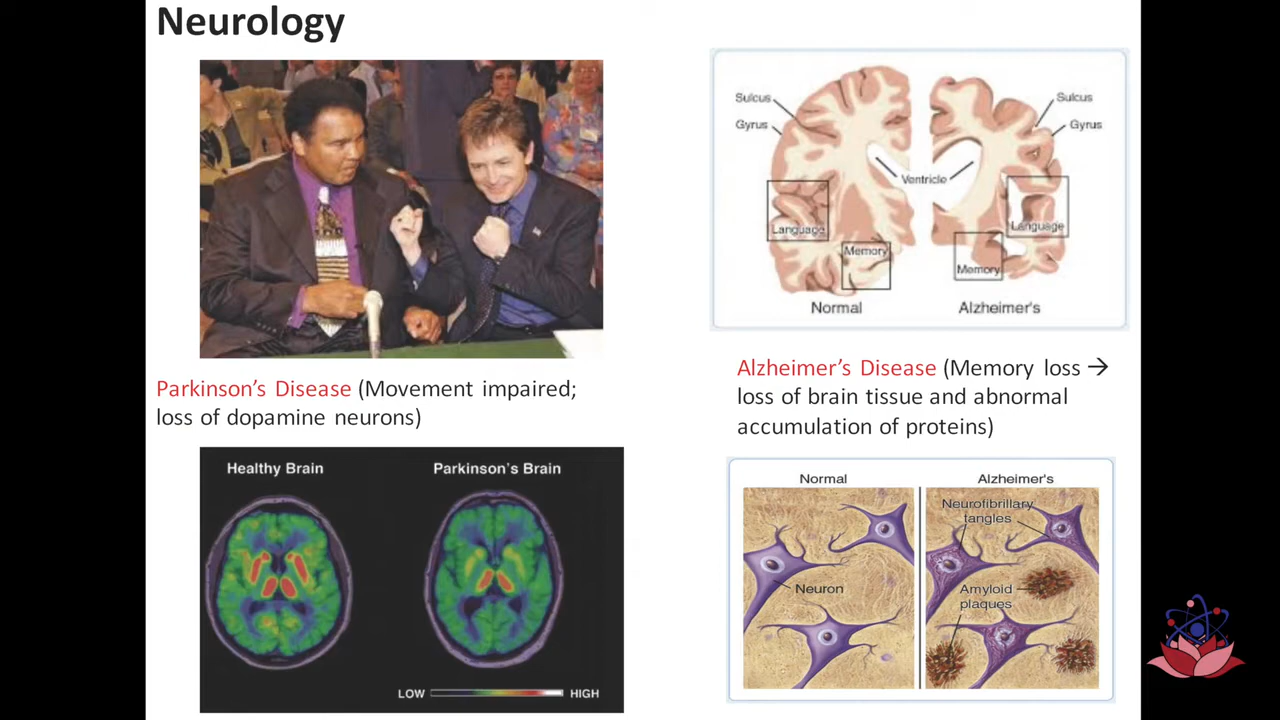 Neurology
Parkinson's Disease (Movement impaired;
loss of dopamine neurons)
Healthy Brain
Parkinson's Brain
LOW
HIGH
Sulcus
Gyrus
Sulcus
Gyrus
Ventricle
Language
Memory
Language
Memory
Normal
Alzheimer's
Alzheimer's Disease (Memory loss →
loss of brain tissue and abnormal
accumulation of proteins)
Normal
Alzheimer's
Neurofibrillary
tangles
Neuron
Amyloid
plaques